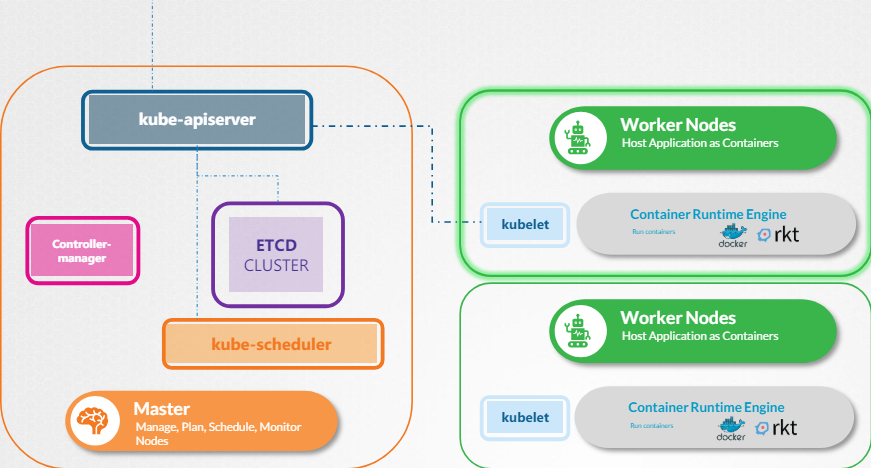 kube-apiserver
Controller-
manager
ETCD
CLUSTER
kube-scheduler
Master
Manage, Plan, Schedule, Monitor
Nodes
Worker Nodes
Host Application as Containers
kubelet
Container Runtime Engine
Run containers
docker
rkt
Worker Nodes
Host Application as Containers
kubelet
Container Runtime Engine
Run containers
docker
rkt